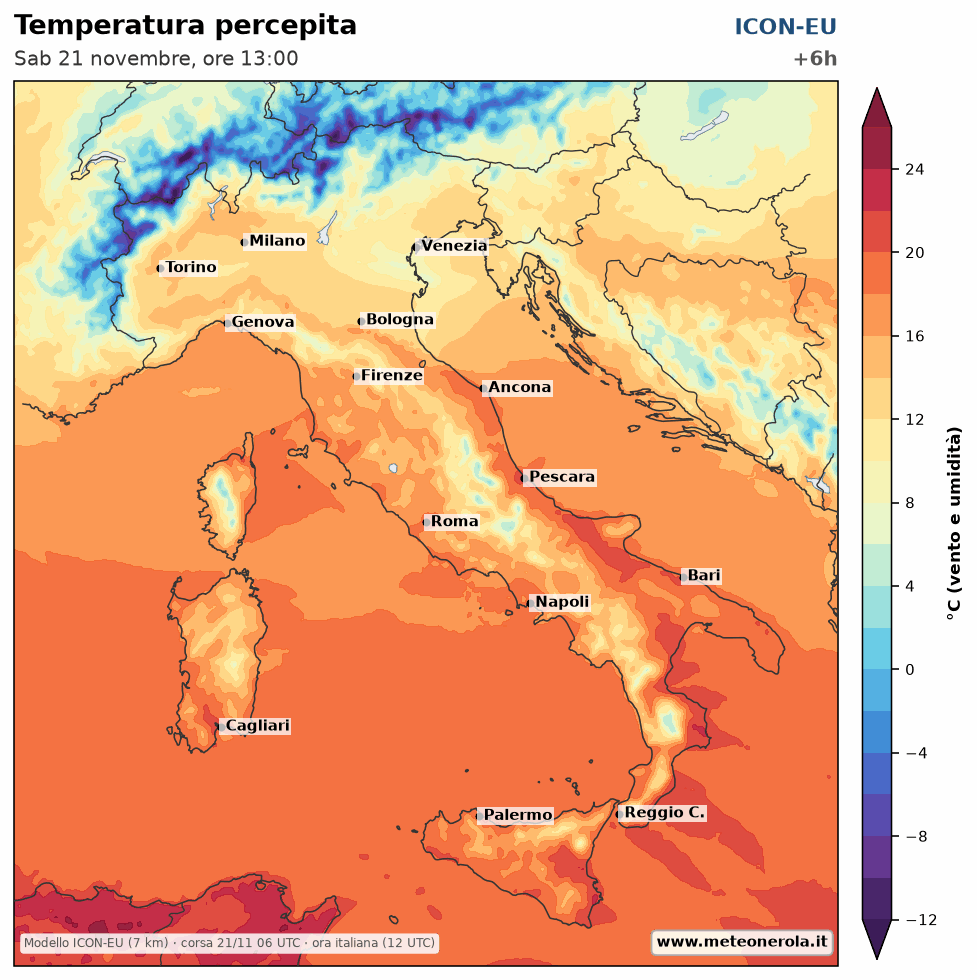 Temperatura percepita
ICON-EU
Sab 21 novembre, ore 13:00
+6h
Milano
Venezia
Torino
Genova
Bologna
Firenze
Ancona
Pescara
Roma
Bari
Napoli
Cagliari
Palermo
Reggio C.
24
20
16
12
8
4
0
−4
−8
−12
°C (vento e umidità)
Modello ICON-EU (7 km) · corsa 21/11 06 UTC · ora italiana (12 UTC)
www.meteonerola.it